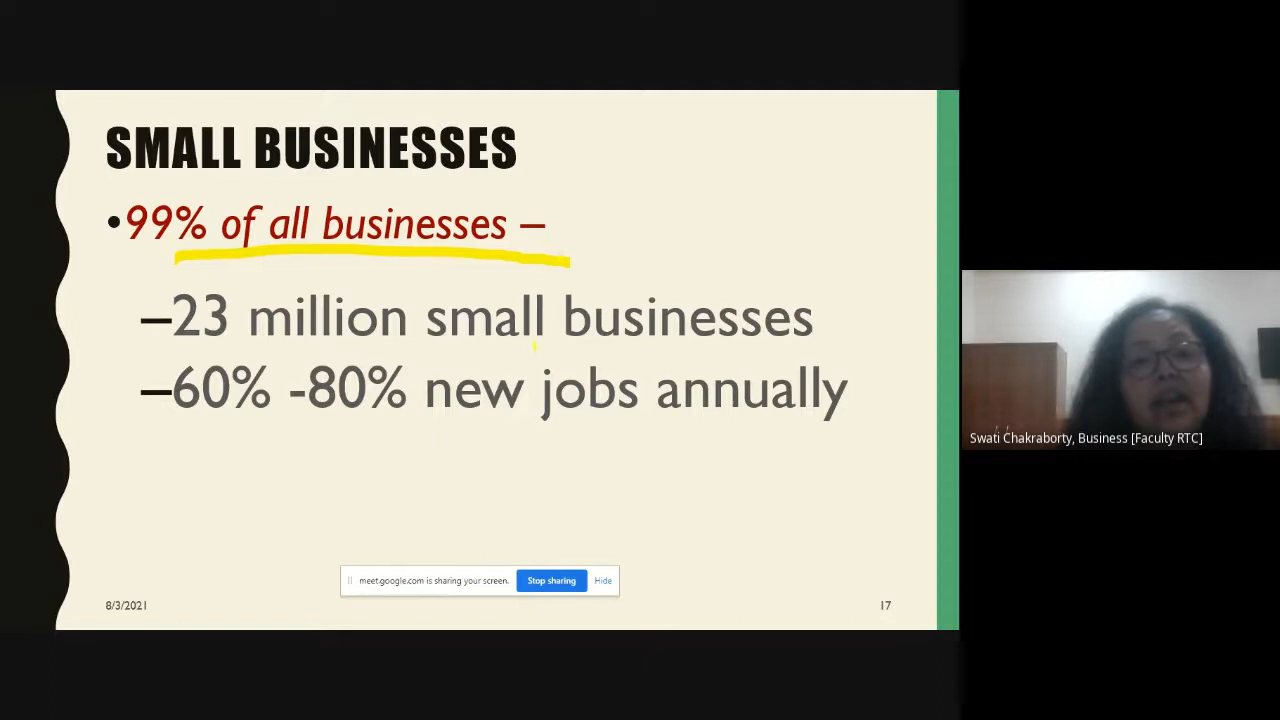 SMALL BUSINESSES
•99% of all businesses –
–23 million small businesses
–60% -80% new jobs annually
meet.google.com is sharing your screen. Stop sharing Hide
8/3/2021 17
Swati Chakraborty, Business [Faculty RTC]